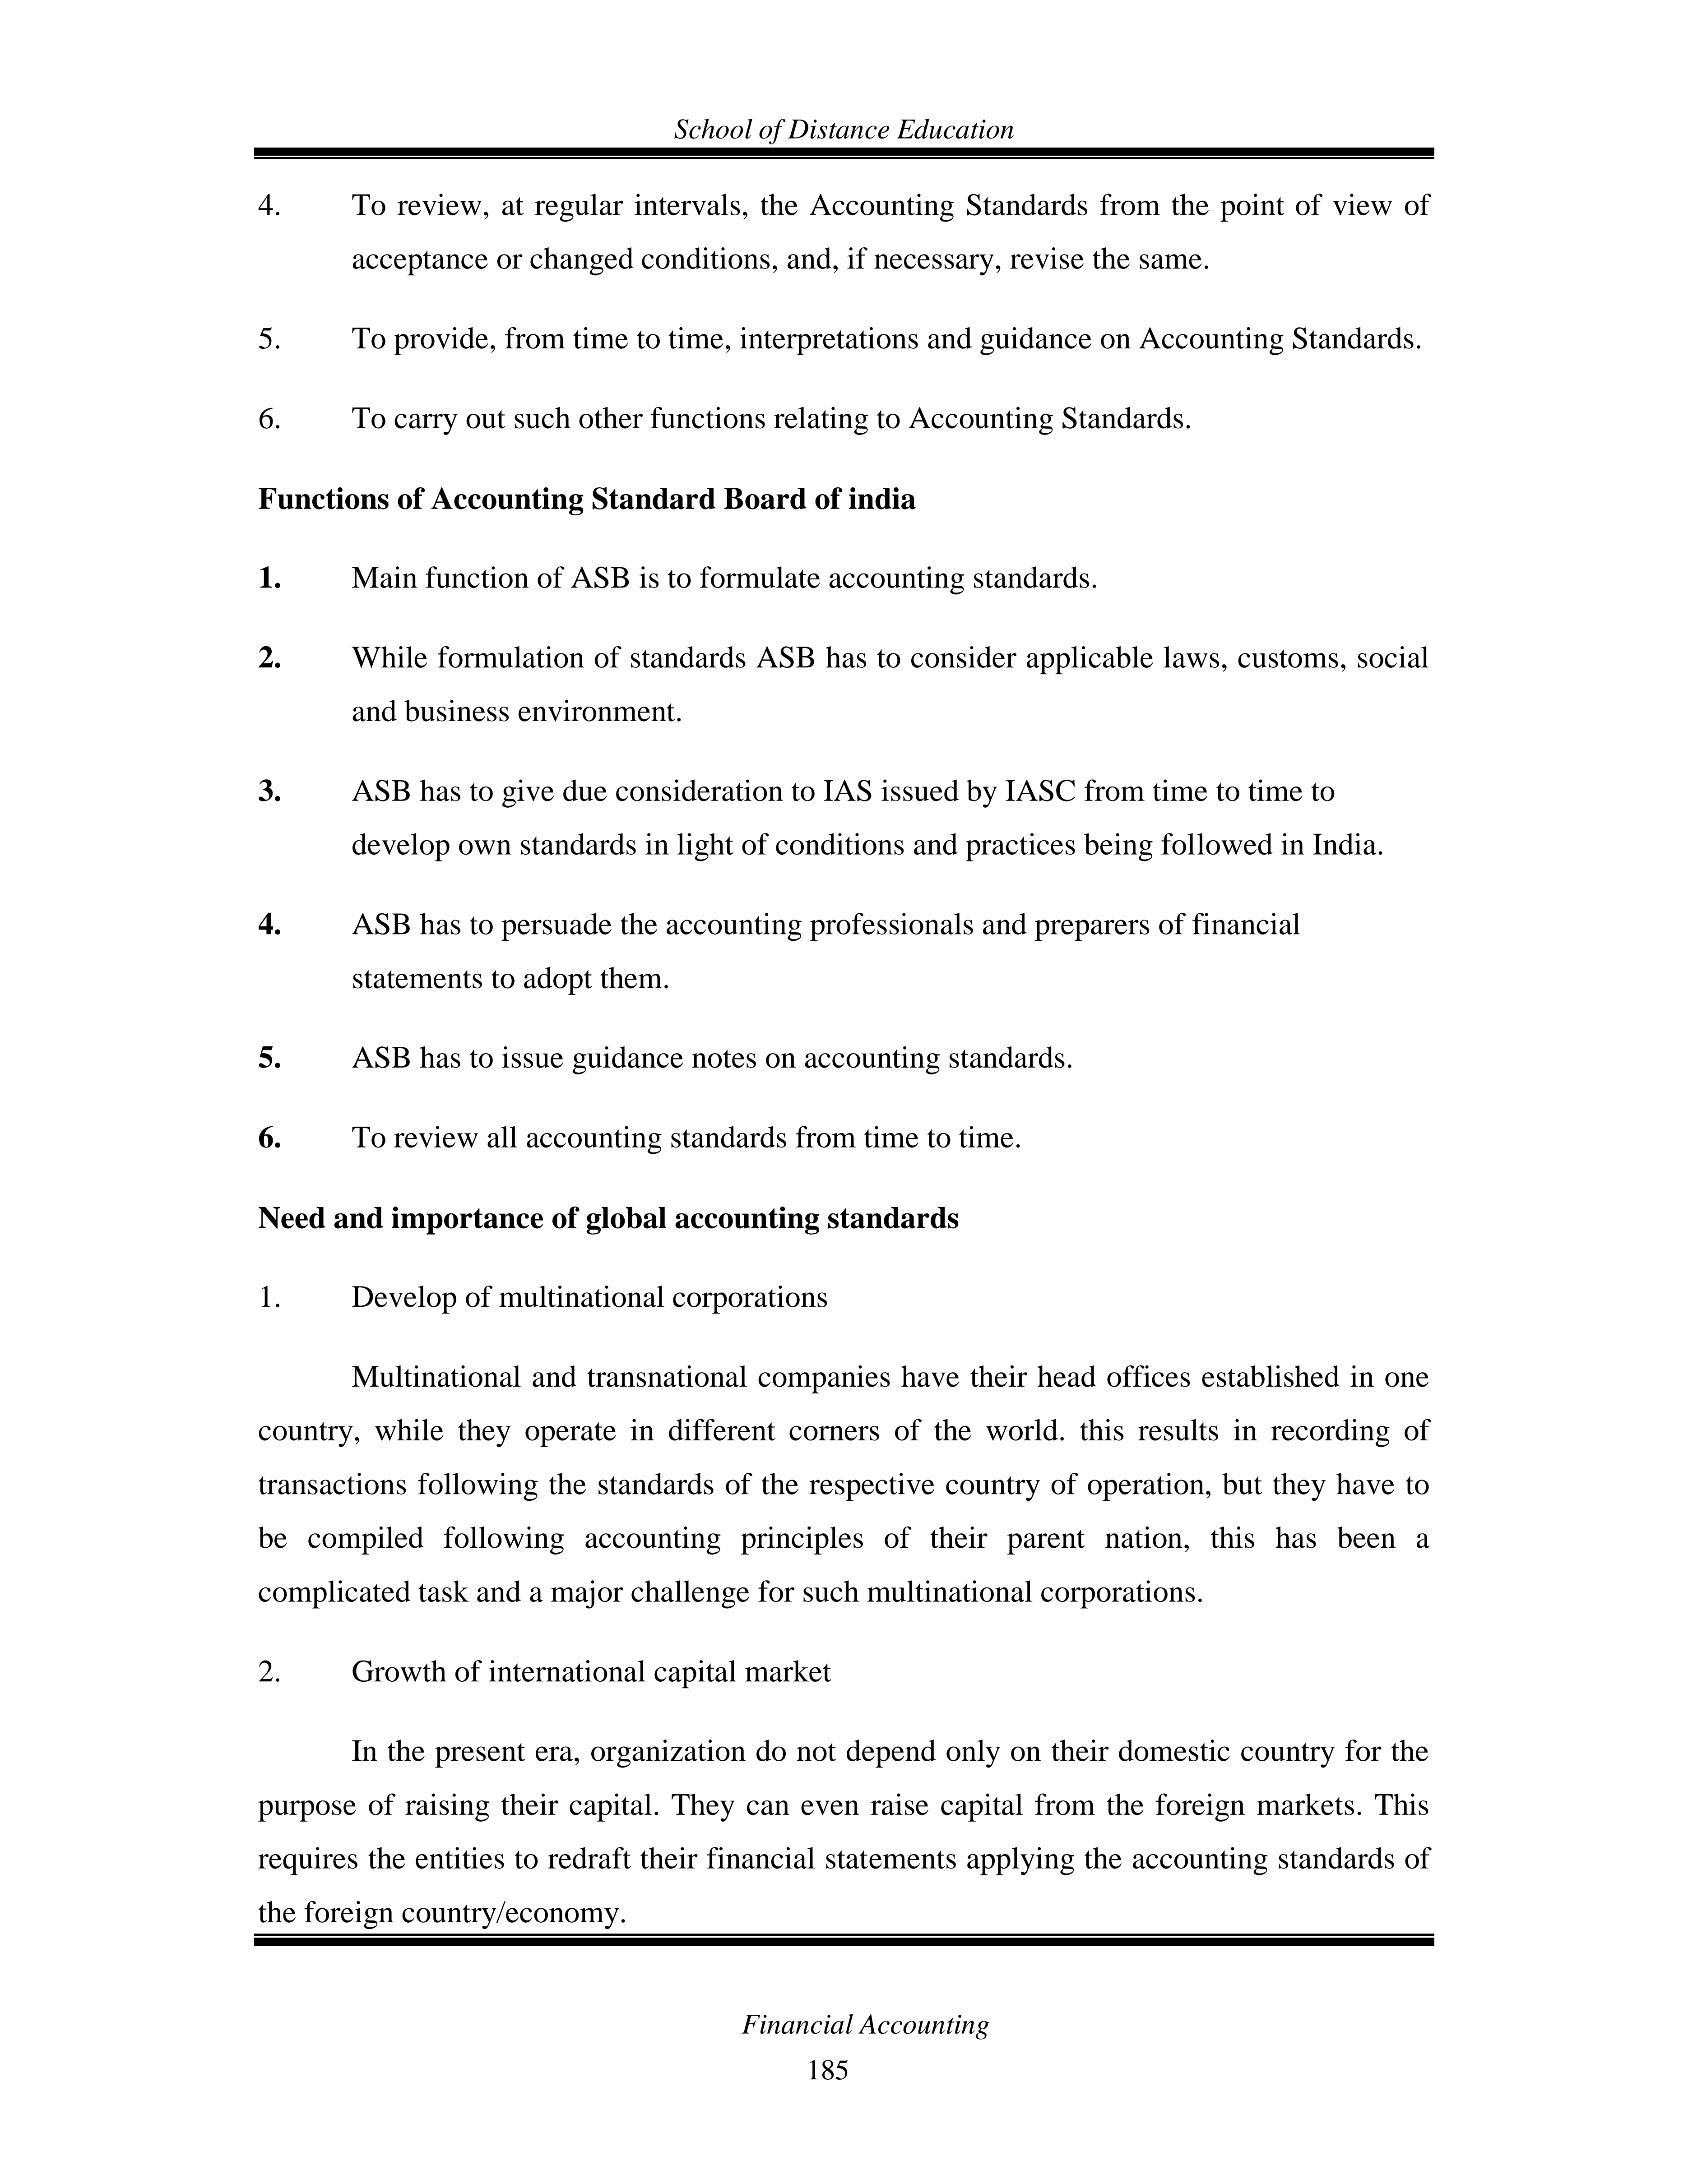 School of Distance Education
4. To review, at regular intervals, the Accounting Standards from the point of view of
acceptance or changed conditions, and, if necessary, revise the same.
5. To provide, from time to time, interpretations and guidance on Accounting Standards.
6. To carry out such other functions relating to Accounting Standards.
Functions of Accounting Standard Board of india
1. Main function of ASB is to formulate accounting standards.
2. While formulation of standards ASB has to consider applicable laws, customs, social
and business environment.
3. ASB has to give due consideration to IAS issued by IASC from time to time to
develop own standards in light of conditions and practices being followed in India.
4. ASB has to persuade the accounting professionals and preparers of financial
statements to adopt them.
5. ASB has to issue guidance notes on accounting standards.
6. To review all accounting standards from time to time.
Need and importance of global accounting standards
1. Develop of multinational corporations
Multinational and transnational companies have their head offices established in one
country, while they operate in different corners of the world. this results in recording of
transactions following the standards of the respective country of operation, but they have to
be compiled following accounting principles of their parent nation, this has been a
complicated task and a major challenge for such multinational corporations.
2. Growth of international capital market
In the present era, organization do not depend only on their domestic country for the
purpose of raising their capital. They can even raise capital from the foreign markets. This
requires the entities to redraft their financial statements applying the accounting standards of
the foreign country/economy.
Financial Accounting
185